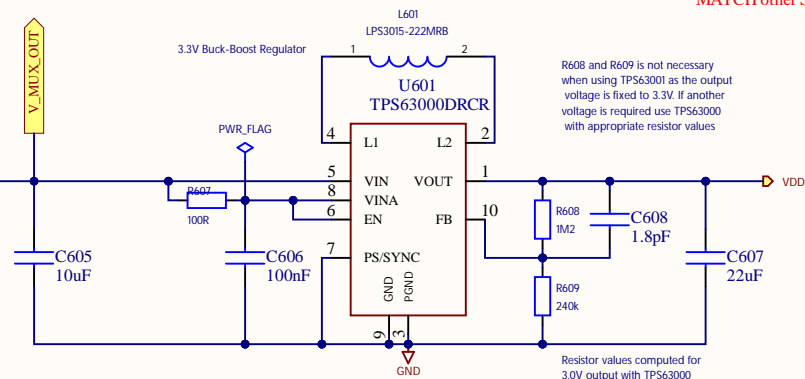 MATCH other 3
V_MUX_OUT
L601
LPS3015-222MRB
3.3V Buck-Boost Regulator
1
2
U601
TPS63000DRCR
R608 and R609 is not necessary
when using TPS63001 as the output
voltage is fixed to 3.3V. If another
voltage is required use TPS63000
with appropriate resistor values
PWR_FLAG
4
L1
L2
2
5
VIN
VOUT
1
VDD
R607
100R
8
VINA
6
EN
FB
10
R608
1M2
C608
1.8pF
7
PS/SYNC
C605
10uF
C606
100nF
C607
22uF
GND
PGND
R609
240k
9
3
GND
Resistor values computed for
3.0V output with TPS63000